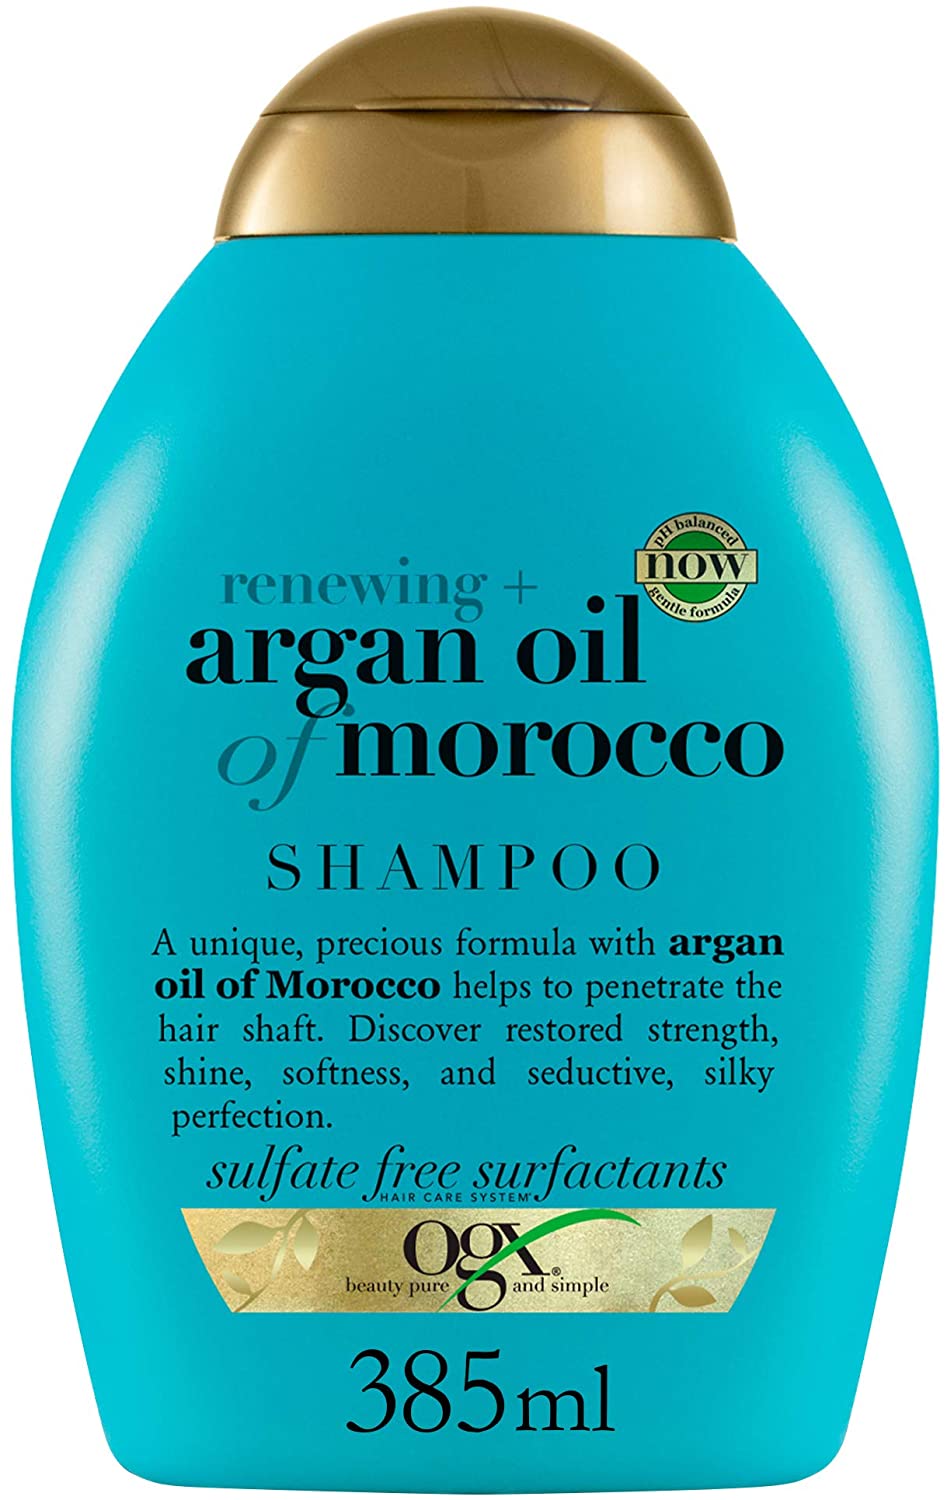 pH balanced
now
gentle formula
renewing +
argan oil
of morocco
SHAMPOO
A unique, precious formula with argan
oil of Morocco helps to penetrate the
hair shaft. Discover restored strength,
shine, softness, and seductive, silky
perfection.
sulfate free surfactants
HAIR CARE SYSTEM
ogx®
beauty pure and simple
385ml